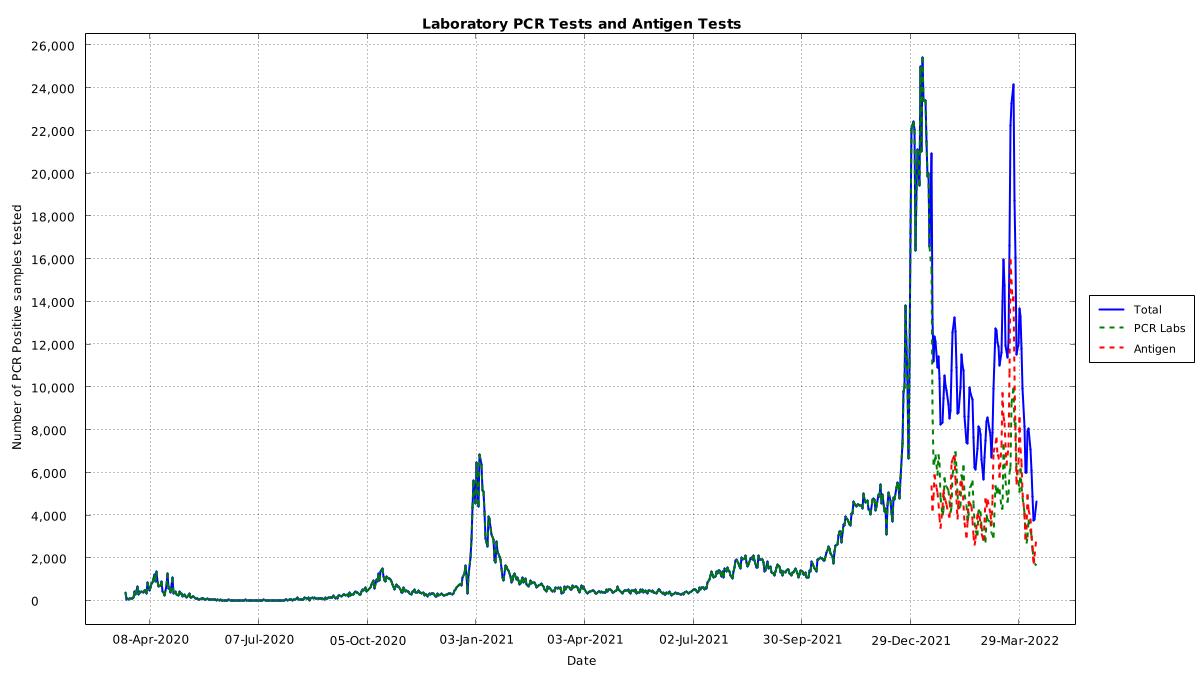 Laboratory PCR Tests and Antigen Tests
Number of PCR Positive samples tested
26,000
24,000
22,000
20,000
18,000
16,000
14,000
12,000
10,000
8,000
6,000
4,000
2,000
0
08-Apr-2020
07-Jul-2020
05-Oct-2020
03-Jan-2021
03-Apr-2021
02-Jul-2021
30-Sep-2021
29-Dec-2021
29-Mar-2022
Date
Total
PCR Labs
Antigen